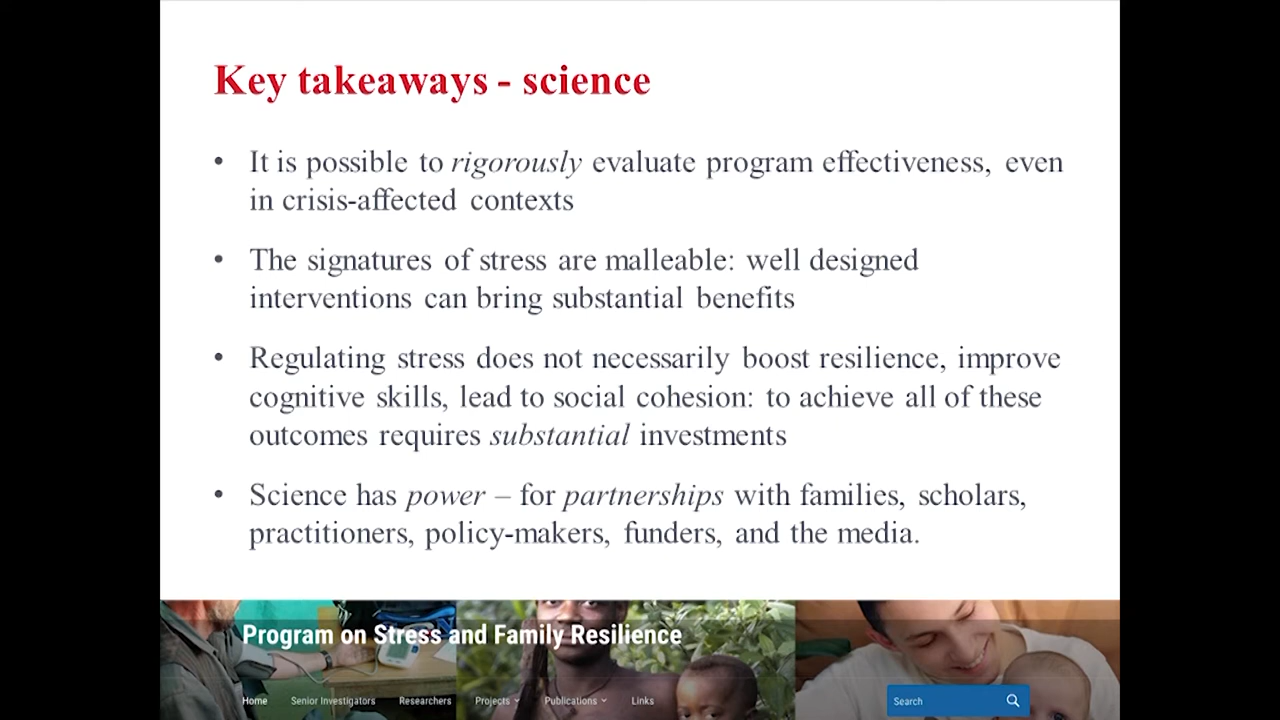 Key takeaways - science
• It is possible to rigorously evaluate program effectiveness, even
in crisis-affected contexts
• The signatures of stress are malleable: well designed
interventions can bring substantial benefits
• Regulating stress does not necessarily boost resilience, improve
cognitive skills, lead to social cohesion: to achieve all of these
outcomes requires substantial investments
• Science has power – for partnerships with families, scholars,
practitioners, policy-makers, funders, and the media.
Program on Stress and Family Resilience
Home Senior Investigators Researchers Projects Publications Links Search